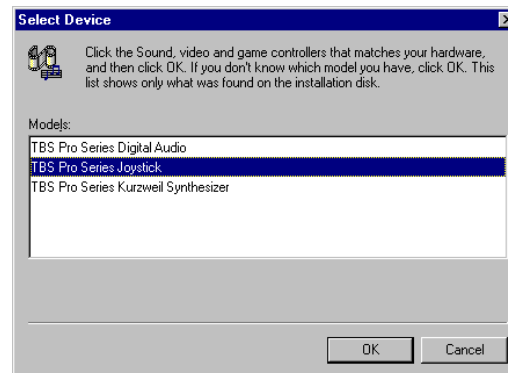 Select Device
Click the Sound, video and game controllers that matches your hardware,
and then click OK. If you don't know which model you have, click OK. This
list shows only what was found on the installation disk.
Models:
TBS Pro Series Digital Audio
TBS Pro Series Joystick
TBS Pro Series Kurzweil Synthesizer
OK
Cancel